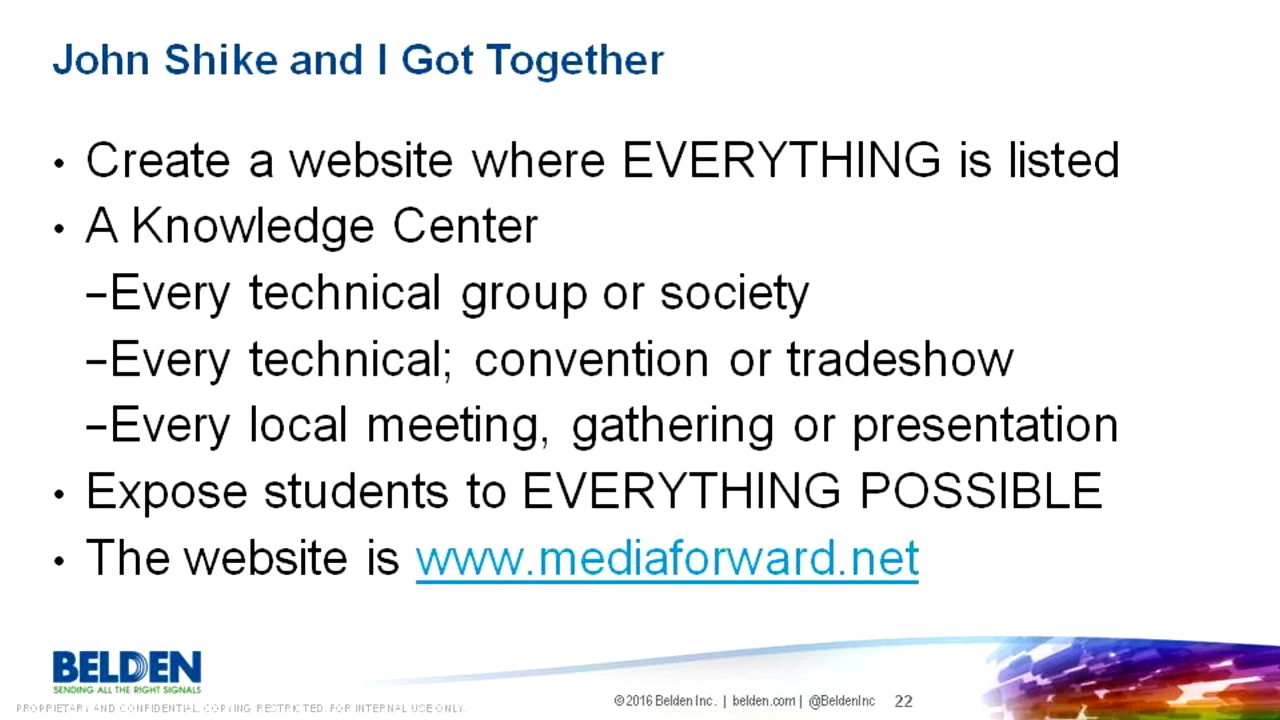 John Shike and I Got Together
• Create a website where EVERYTHING is listed
• A Knowledge Center
–Every technical group or society
–Every technical; convention or tradeshow
–Every local meeting, gathering or presentation
• Expose students to EVERYTHING POSSIBLE
• The website is www.mediaforward.net
BELDEN
SENDING ALL THE RIGHT SIGNALS
PROPRIETARY AND CONFIDENTIAL. COPYING RESTRICTED. FOR INTERNAL USE ONLY.
©2016 Belden Inc. | belden.com | @BeldenInc 22